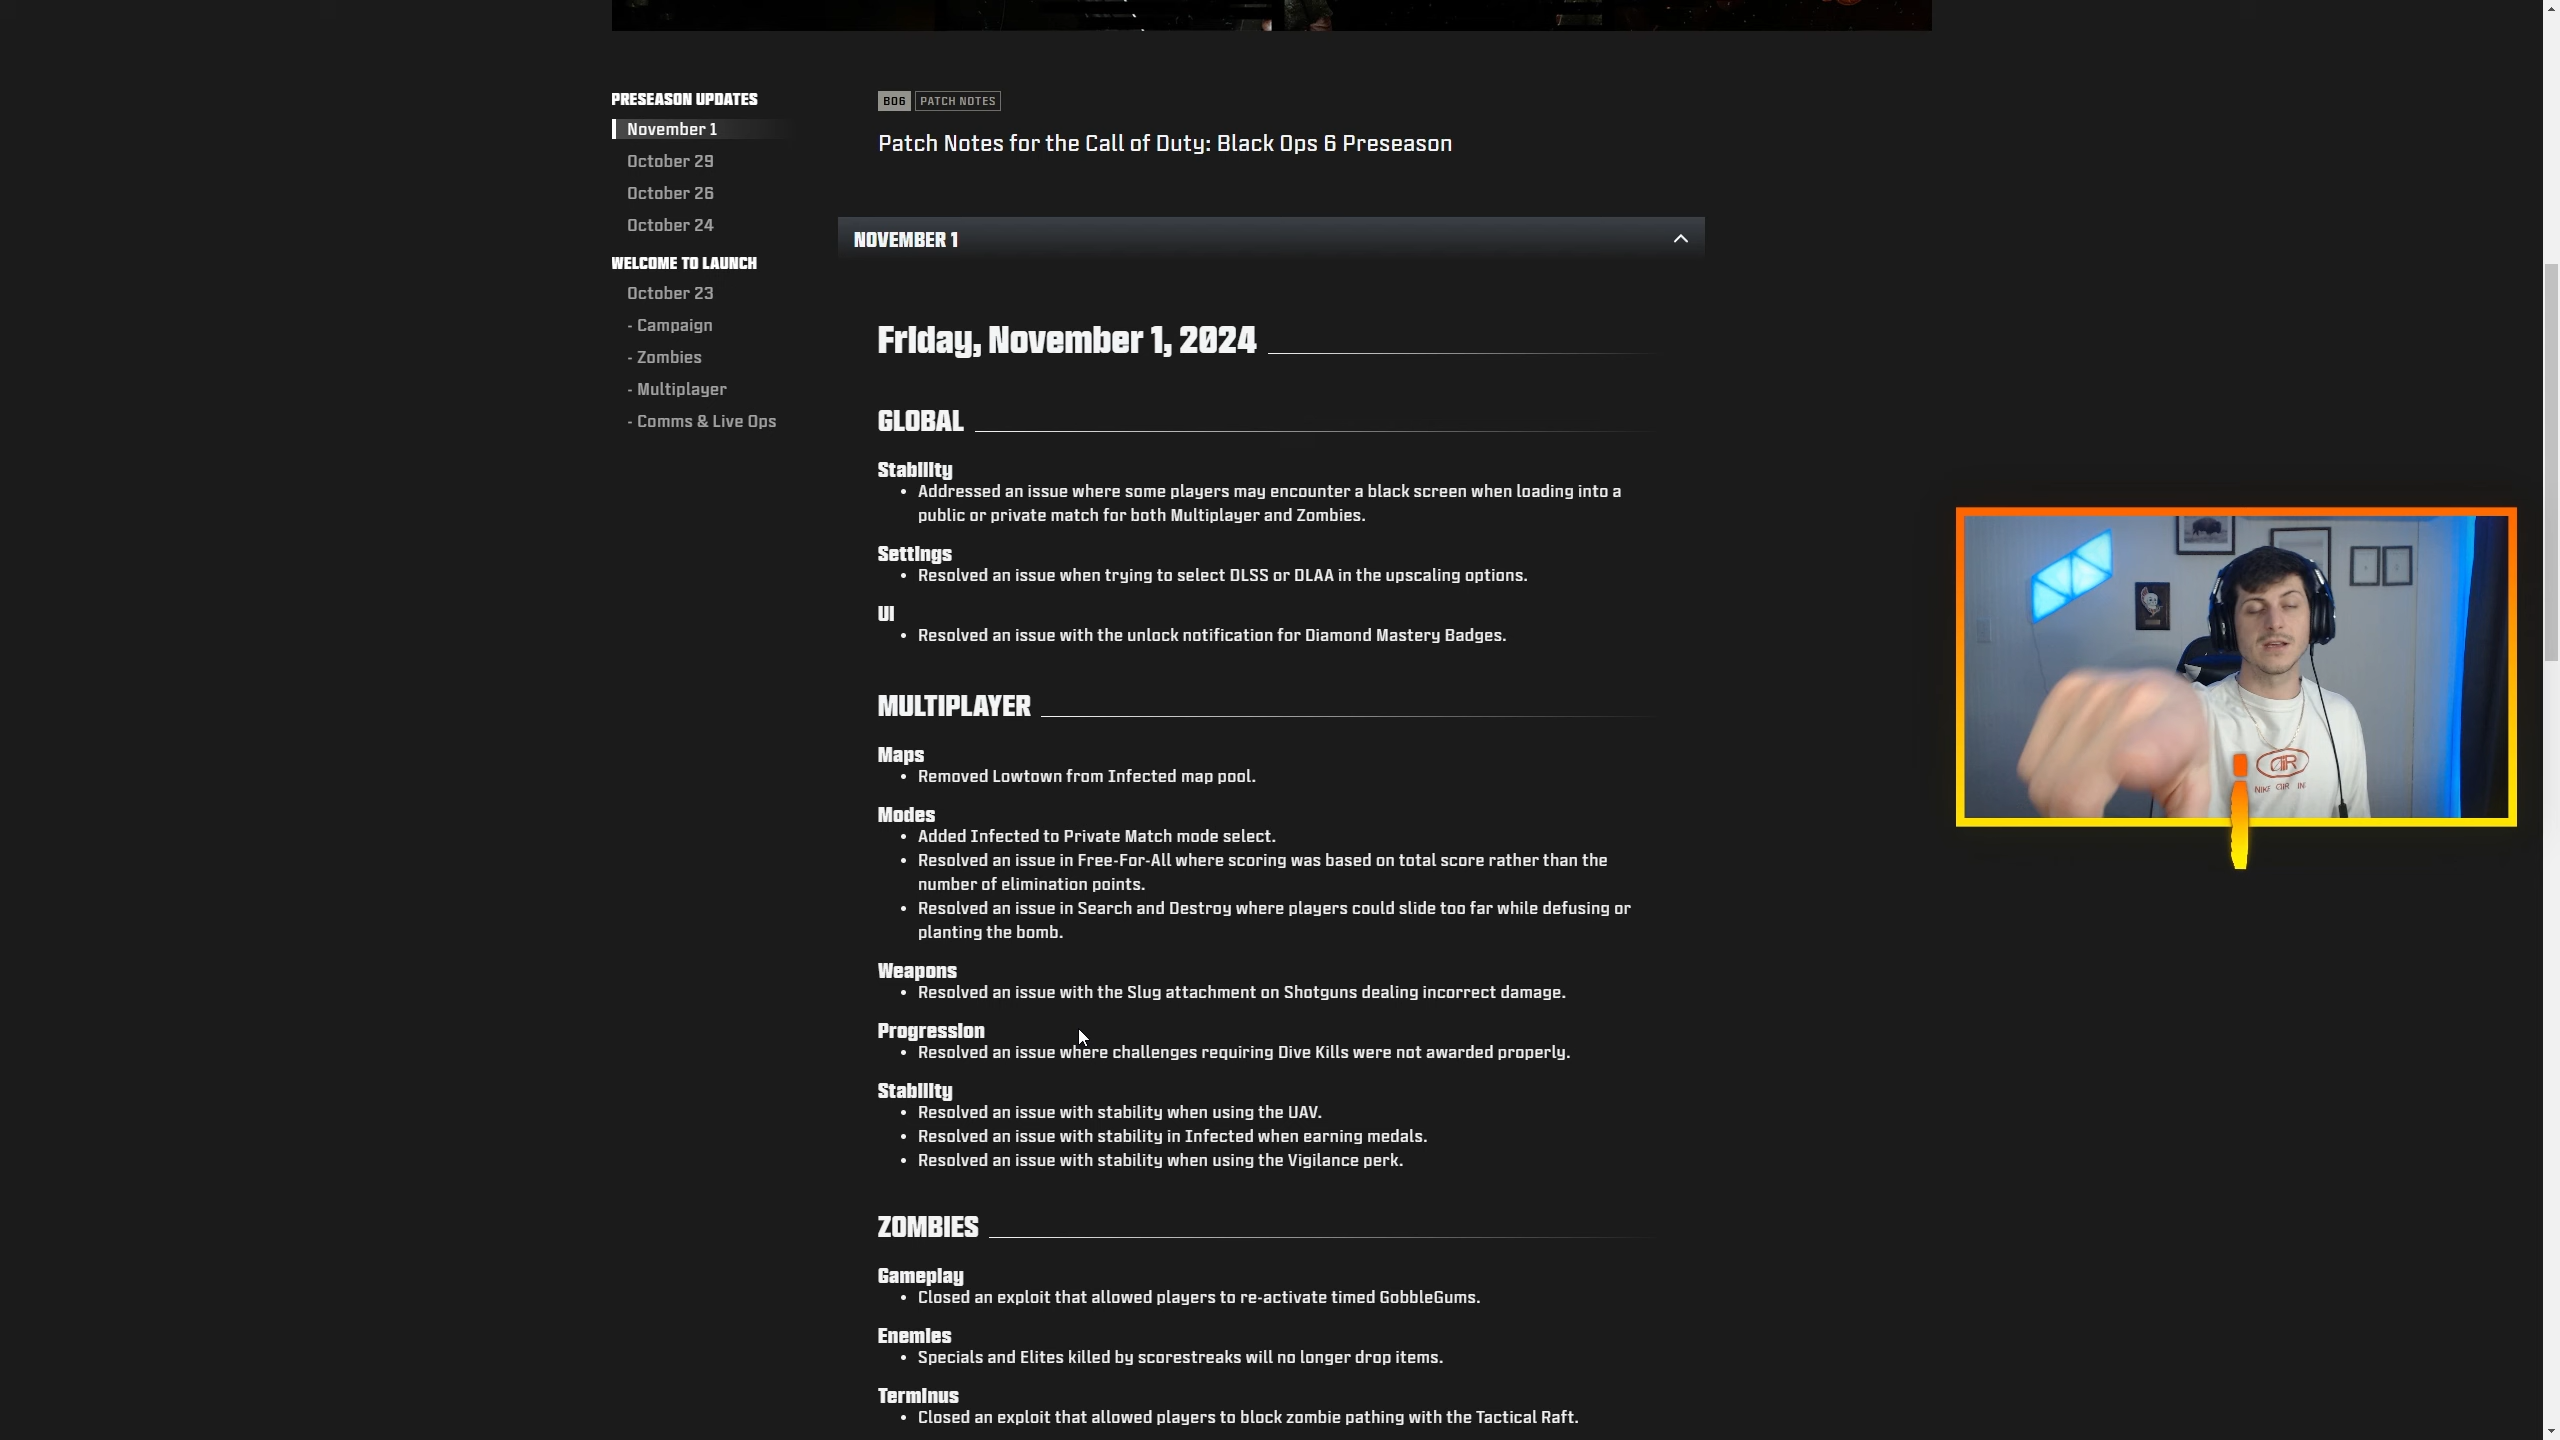 PRESEASON UPDATES
November 1
October 29
October 26
October 24
WELCOME TO LAUNCH
October 23
- Campaign
- Zombies
- Multiplayer
- Comms & Live Ops
BO6 PATCH NOTES
Patch Notes for the Call of Duty: Black Ops 6 Preseason
NOVEMBER 1
Friday, November 1, 2024
GLOBAL
Stability
• Addressed an issue where some players may encounter a black screen when loading into a
public or private match for both Multiplayer and Zombies.
Settings
• Resolved an issue when trying to select DLSS or DLAA in the upscaling options.
UI
• Resolved an issue with the unlock notification for Diamond Mastery Badges.
MULTIPLAYER
Maps
• Removed Lowtown from Infected map pool.
Modes
• Added Infected to Private Match mode select.
• Resolved an issue in Free-For-All where scoring was based on total score rather than the
number of elimination points.
• Resolved an issue in Search and Destroy where players could slide too far while defusing or
planting the bomb.
Weapons
• Resolved an issue with the Slug attachment on Shotguns dealing incorrect damage.
Progression
• Resolved an issue where challenges requiring Dive Kills were not awarded properly.
Stability
• Resolved an issue with stability when using the UAV.
• Resolved an issue with stability in Infected when earning medals.
• Resolved an issue with stability when using the Vigilance perk.
ZOMBIES
Gameplay
• Closed an exploit that allowed players to re-activate timed GobbleGums.
Enemies
• Specials and Elites killed by scorestreaks will no longer drop items.
Terminus
• Closed an exploit that allowed players to block zombie pathing with the Tactical Raft.